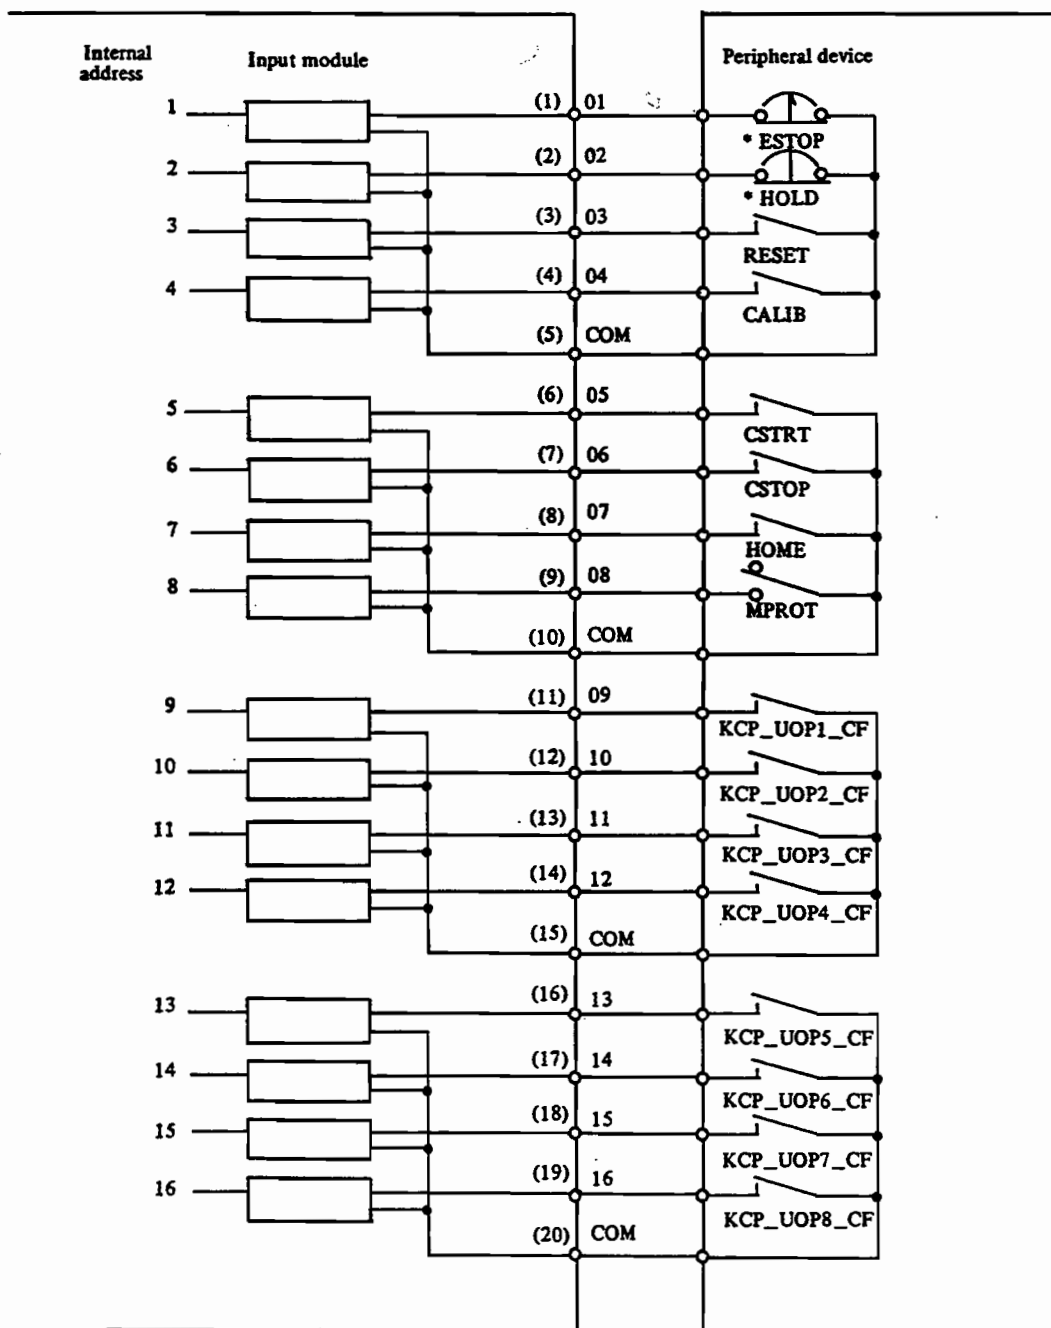 Internal address
Input module
Peripheral device
1
(1) 01
* ESTOP
2
(2) 02
* HOLD
3
(3) 03
RESET
4
(4) 04
CALIB
(5) COM
5
(6) 05
CSTRT
6
(7) 06
CSTOP
7
(8) 07
HOME
8
(9) 08
MPROT
(10) COM
9
(11) 09
KCP_UOP1_CF
10
(12) 10
KCP_UOP2_CF
11
(13) 11
KCP_UOP3_CF
12
(14) 12
KCP_UOP4_CF
(15) COM
13
(16) 13
KCP_UOP5_CF
14
(17) 14
KCP_UOP6_CF
15
(18) 15
KCP_UOP7_CF
16
(19) 16
KCP_UOP8_CF
(20) COM